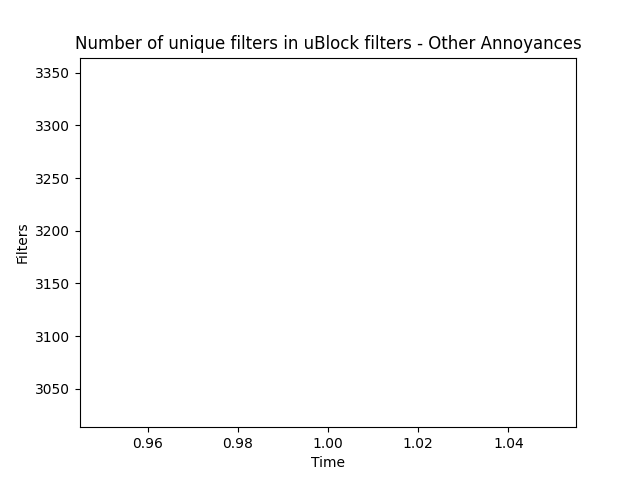 Number of unique filters in uBlock filters - Other Annoyances
3350
3300
3250
3200
3150
3100
3050
Filters
0.96 0.98 1.00 1.02 1.04
Time